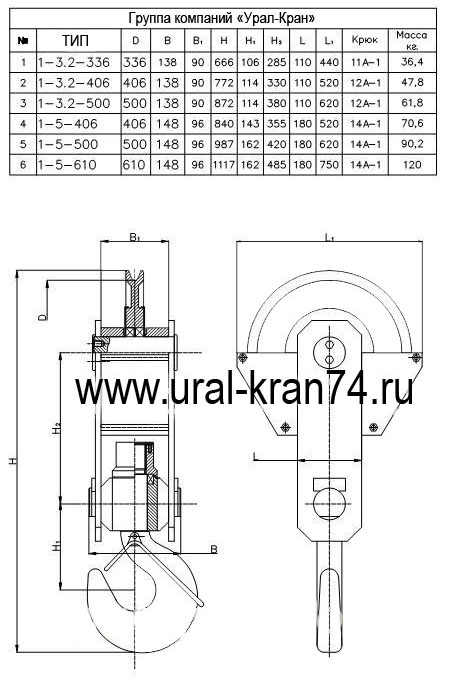 Группа компаний «Урал-Кран»
№ ТИП D B B₁ H H₁ H₂ L L₁ Крюк Масса кг.
1 1-3.2-336 336 138 90 666 106 285 110 440 11А-1 36,4
2 1-3.2-406 406 138 90 772 114 330 110 520 12А-1 47,8
3 1-3.2-500 500 138 90 872 114 380 110 620 12А-1 61,8
4 1-5-406 406 148 96 840 143 355 180 520 14А-1 70,6
5 1-5-500 500 148 96 987 162 420 180 620 14А-1 90,2
6 1-5-610 610 148 96 1117 162 485 180 750 14А-1 120
B₁ L₁
D
www.ural-kran74.ru
H₂
L
H
H₁
B